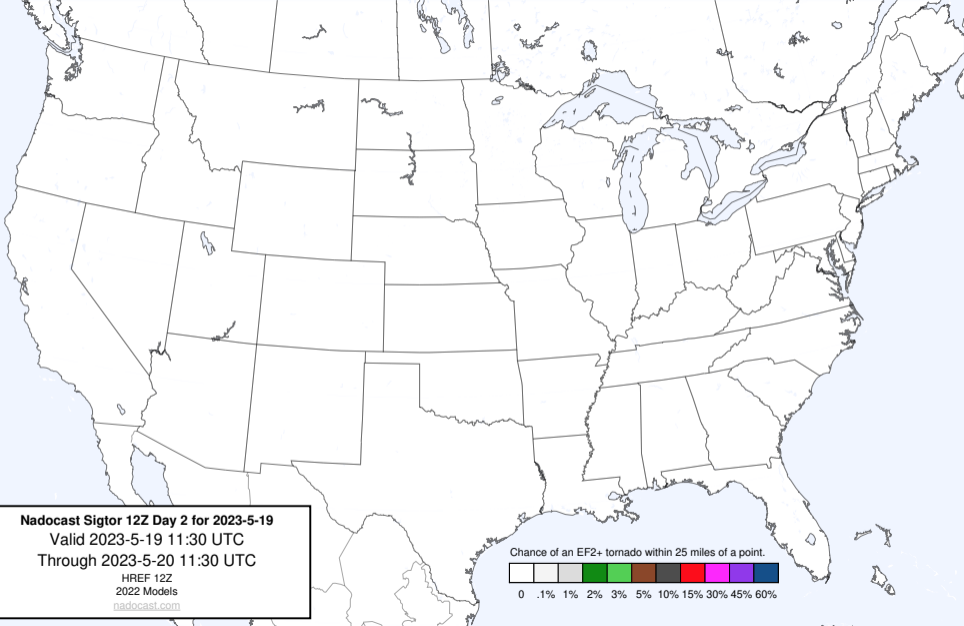 Nadocast Sigtor 12Z Day 2 for 2023-5-19
Valid 2023-5-19 11:30 UTC
Through 2023-5-20 11:30 UTC
HREF 12Z
2022 Models
nadocast.com
Chance of an EF2+ tornado within 25 miles of a point.
0 .1% 1% 2% 3% 5% 10% 15% 30% 45% 60%